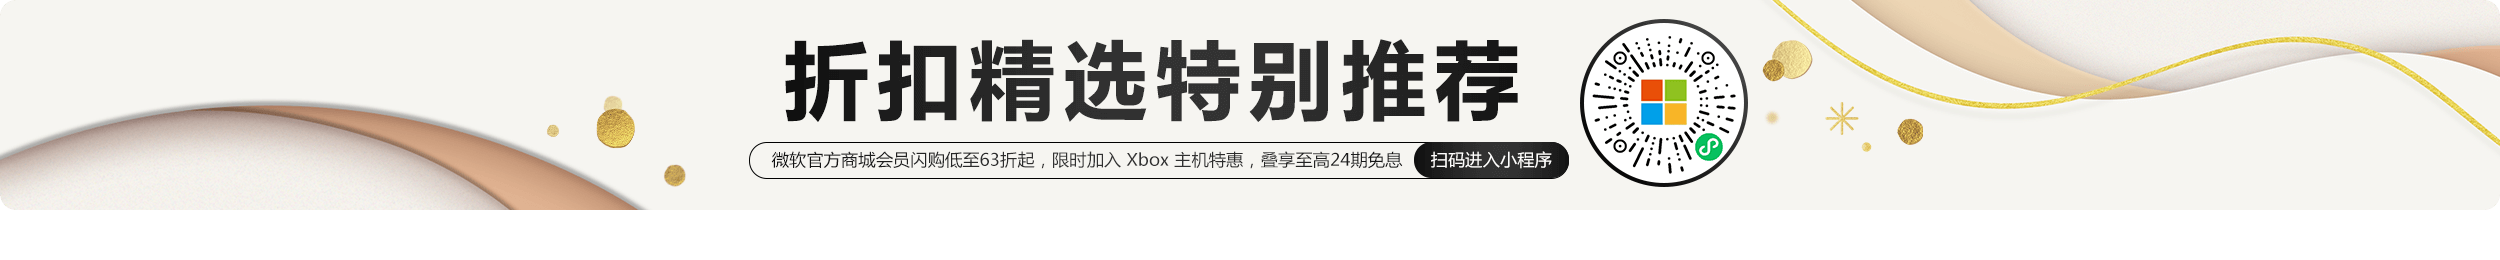 折扣精选特别推荐
微软官方商城会员闪购低至63折起，限时加入 Xbox 主机特惠，叠享至高24期免息 扫码进入小程序